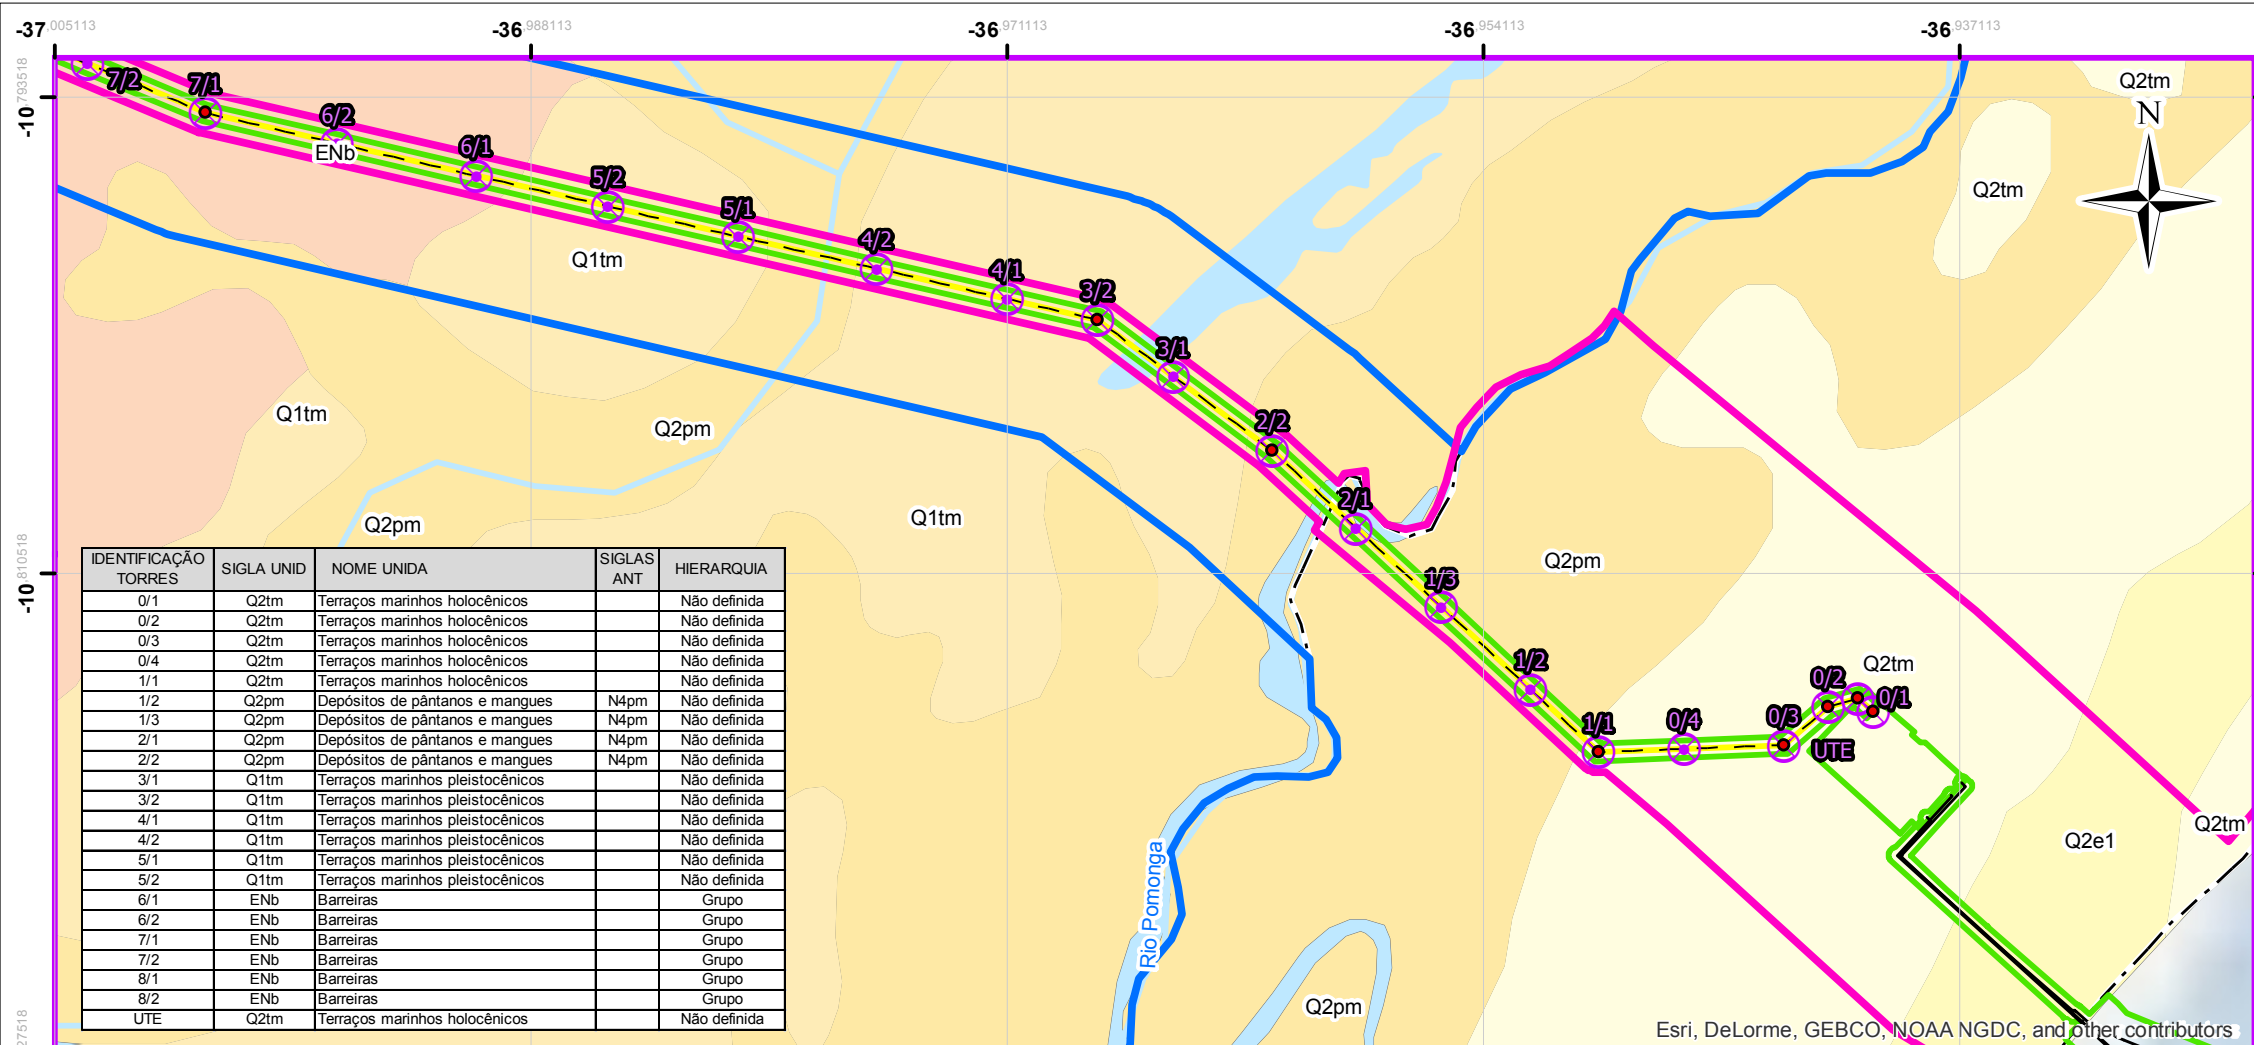 -37,005113
-36,988113
-36,971113
-36,954113
-36,937113
-10,793518
-10,810518
27518
Q2tm
N
7/2
7/1
6/2
ENb
6/1
5/2
5/1
4/2
4/1
3/2
3/1
2/2
2/1
1/3
1/2
1/1
0/4
0/3
0/2
0/1
UTE
Q2tm
Q1tm
Q1tm
Q2pm
Q2pm
Q1tm
Q2pm
Q2tm
Q2tm
Q2e1
Q2pm
Rio Pomonga
IDENTIFICAÇÃO TORRES SIGLA UNID NOME UNIDA SIGLAS ANT HIERARQUIA
0/1 Q2tm Terraços marinhos holocênicos Não definida
0/2 Q2tm Terraços marinhos holocênicos Não definida
0/3 Q2tm Terraços marinhos holocênicos Não definida
0/4 Q2tm Terraços marinhos holocênicos Não definida
1/1 Q2tm Terraços marinhos holocênicos Não definida
1/2 Q2pm Depósitos de pântanos e mangues N4pm Não definida
1/3 Q2pm Depósitos de pântanos e mangues N4pm Não definida
2/1 Q2pm Depósitos de pântanos e mangues N4pm Não definida
2/2 Q2pm Depósitos de pântanos e mangues N4pm Não definida
3/1 Q1tm Terraços marinhos pleistocênicos Não definida
3/2 Q1tm Terraços marinhos pleistocênicos Não definida
4/1 Q1tm Terraços marinhos pleistocênicos Não definida
4/2 Q1tm Terraços marinhos pleistocênicos Não definida
5/1 Q1tm Terraços marinhos pleistocênicos Não definida
5/2 Q1tm Terraços marinhos pleistocênicos Não definida
6/1 ENb Barreiras Grupo
6/2 ENb Barreiras Grupo
7/1 ENb Barreiras Grupo
7/2 ENb Barreiras Grupo
8/1 ENb Barreiras Grupo
8/2 ENb Barreiras Grupo
UTE Q2tm Terraços marinhos holocênicos Não definida
Esri, DeLorme, GEBCO, NOAA NGDC, and other contributors